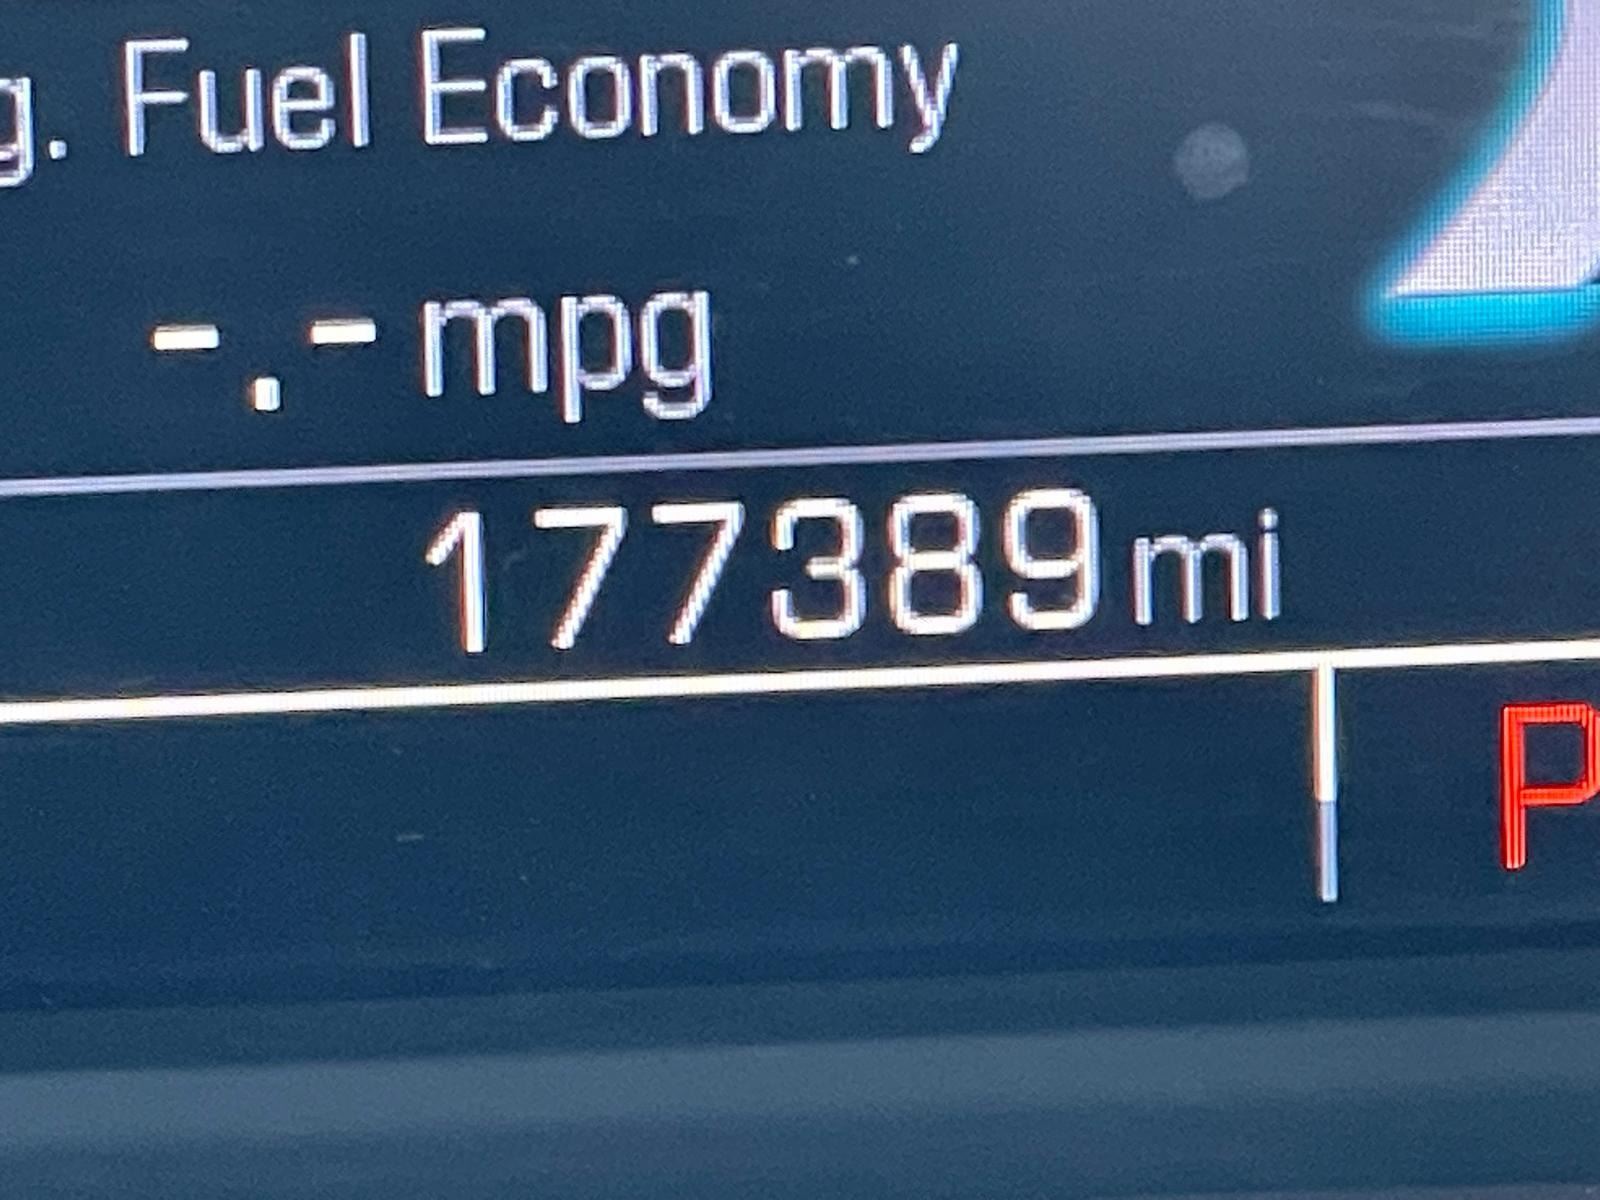 g. Fuel Economy
-.- mpg
177389 mi
P